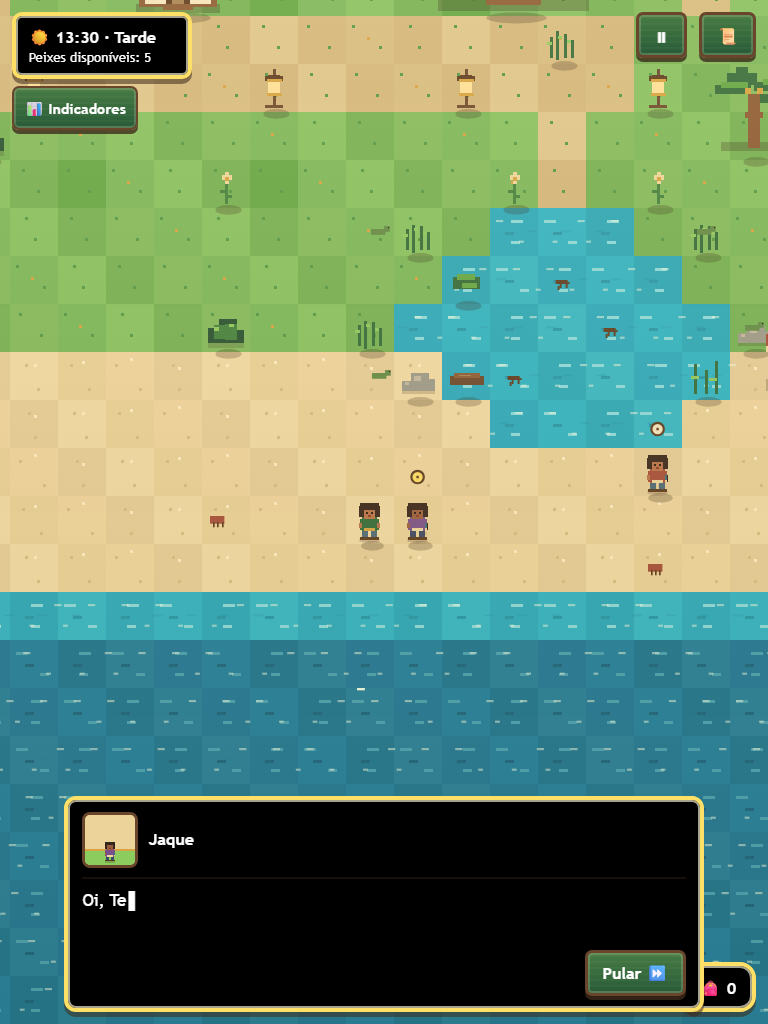 13:30 · Tarde
Peixes disponíveis: 5
Indicadores
Jaque
Oi, Te
Pular
0